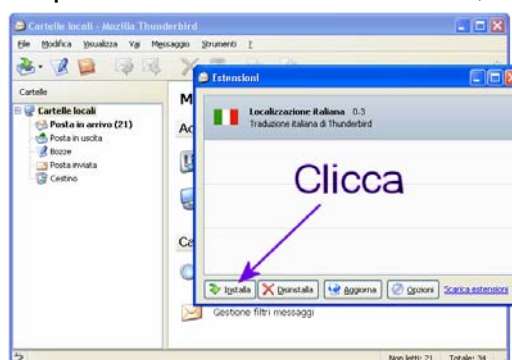 Cartelle locali - Mozilla Thunderbird
File Modifica Visualizza Vai Messaggio Strumenti ?
Cartelle
Cartelle locali
Posta in arrivo (21)
Posta in uscita
Bozze
Posta inviata
Cestino
Estensioni
Localizzazione italiana 0.3
Traduzione italiana di Thunderbird
Clicca
Installa Disinstalla Aggiorna Opzioni Scarica estensioni
Gestione filtri messaggi
Non letti: 21 Totale: 34